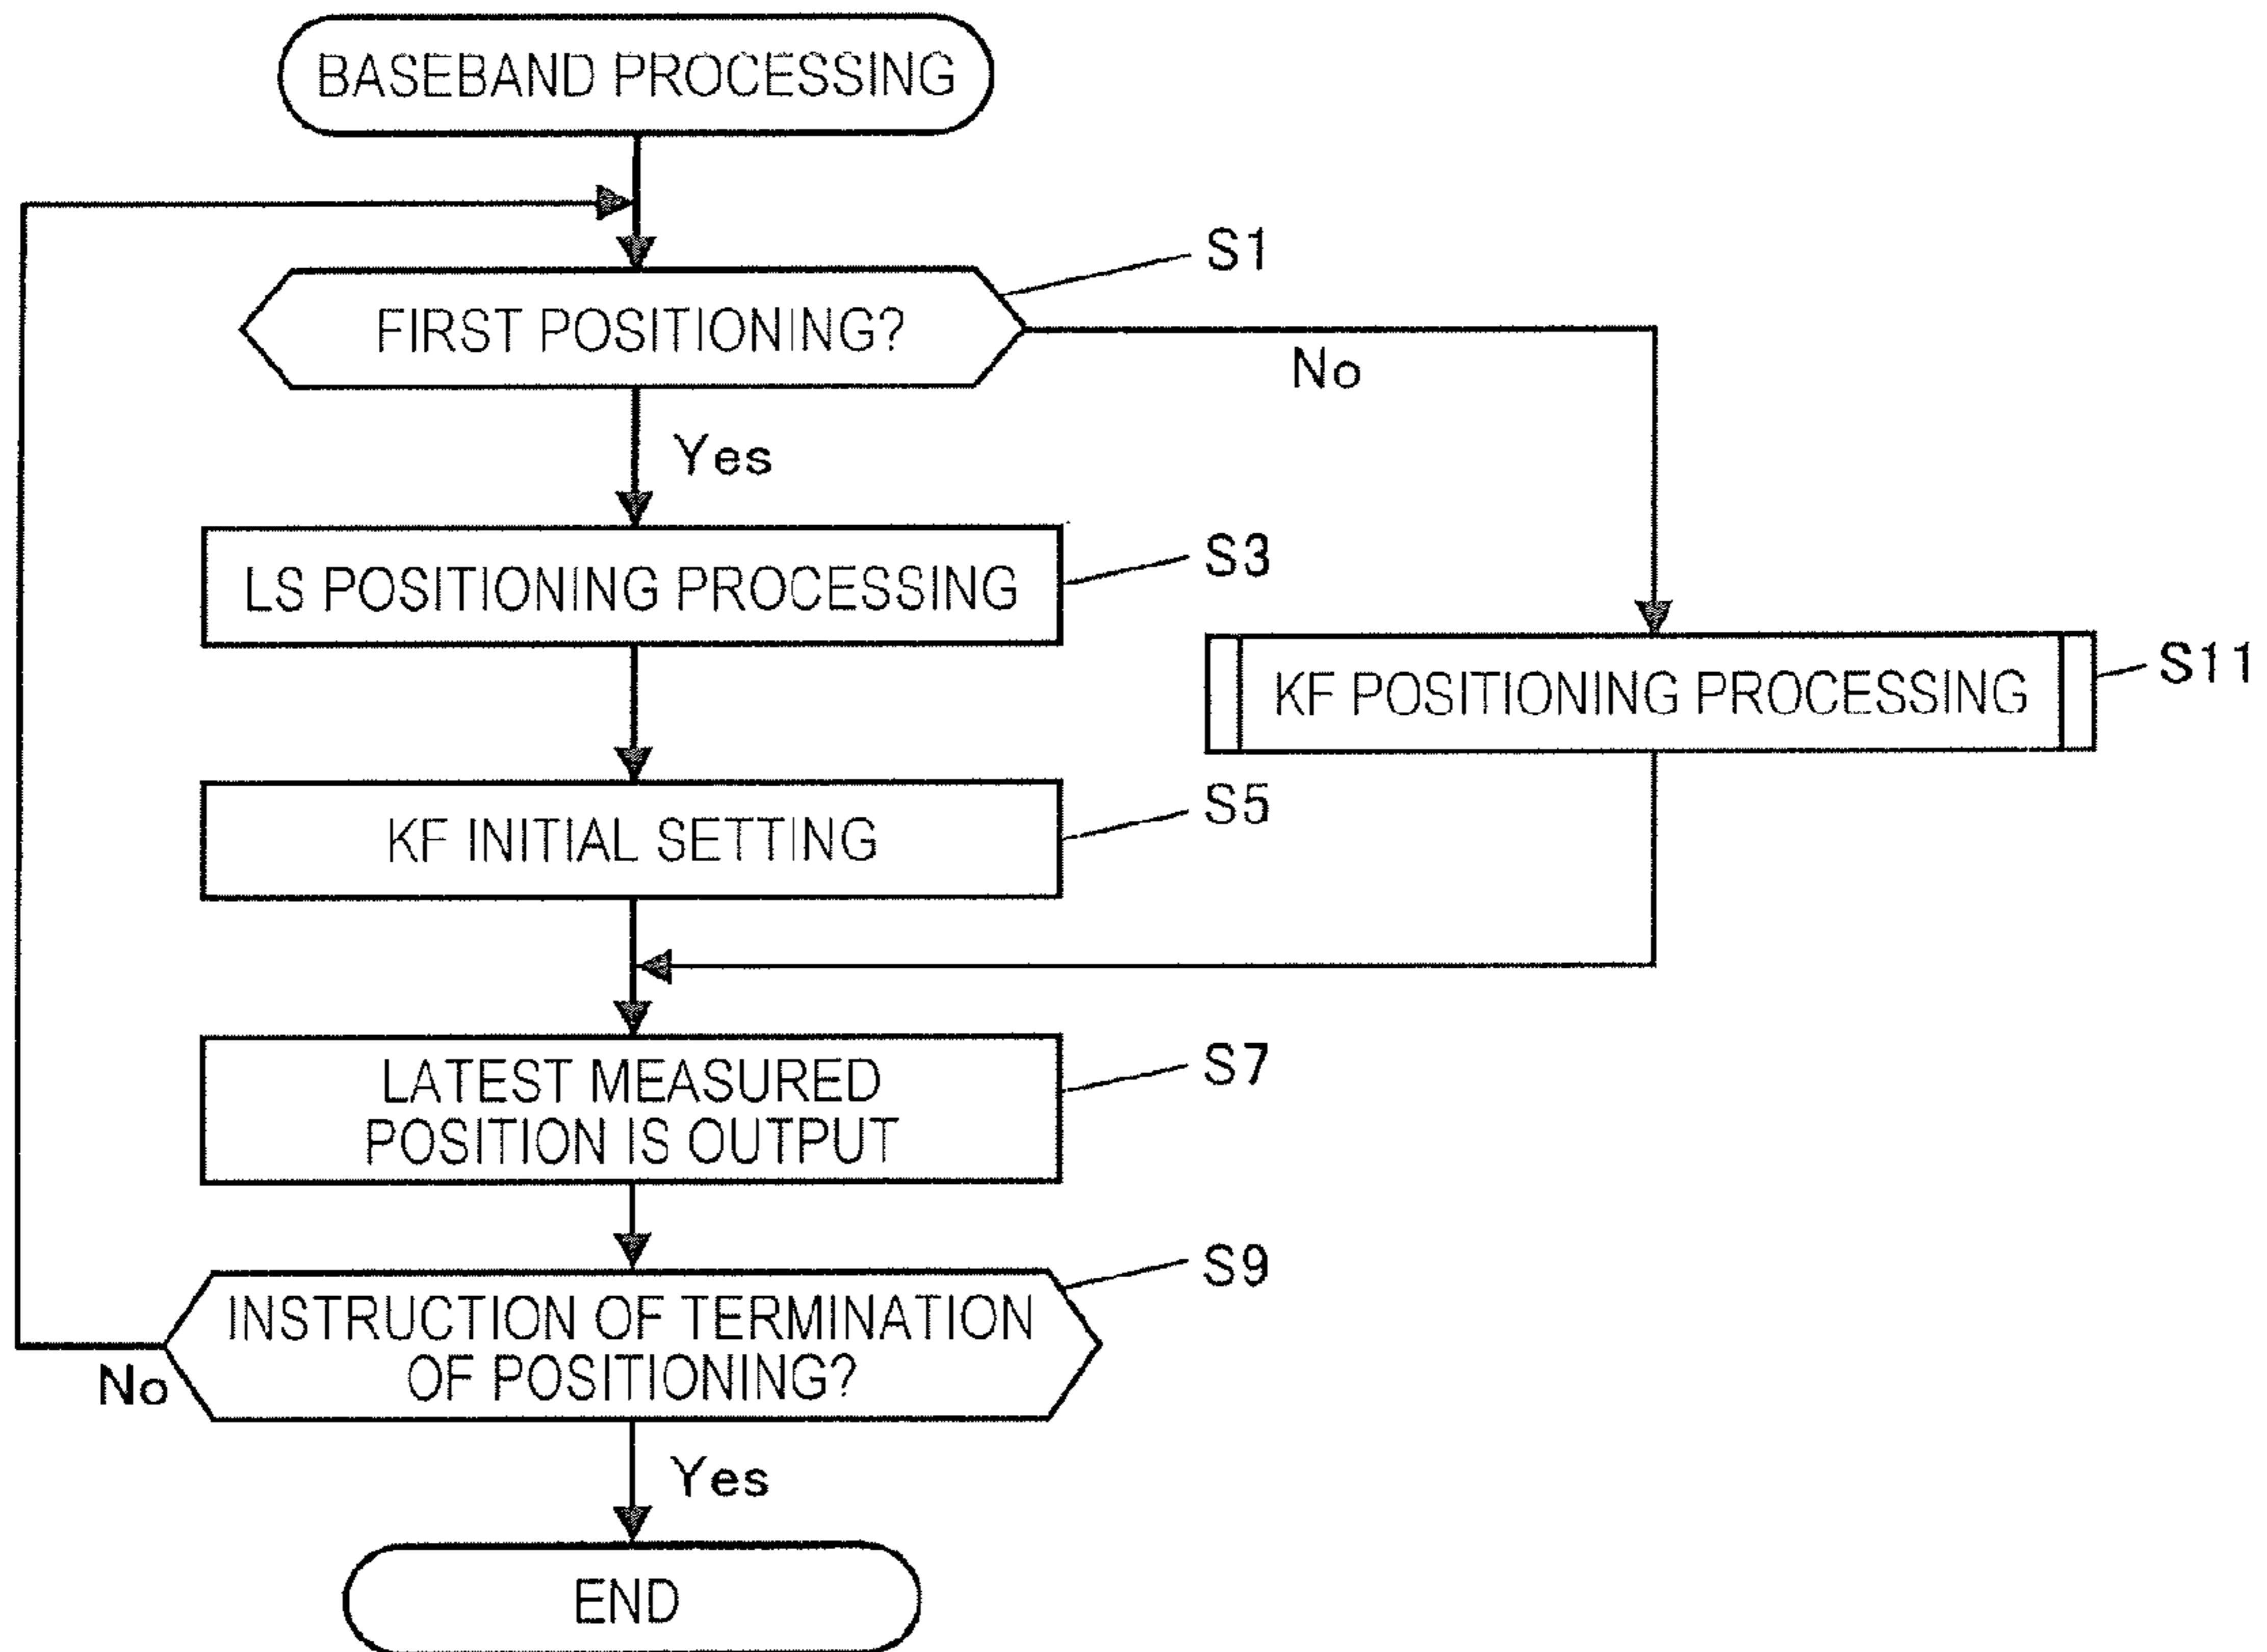 BASEBAND PROCESSING
S1
FIRST POSITIONING?
No
Yes
S3
LS POSITIONING PROCESSING
S11
KF POSITIONING PROCESSING
S5
KF INITIAL SETTING
S7
LATEST MEASURED
POSITION IS OUTPUT
S9
INSTRUCTION OF TERMINATION
OF POSITIONING?
No
Yes
END